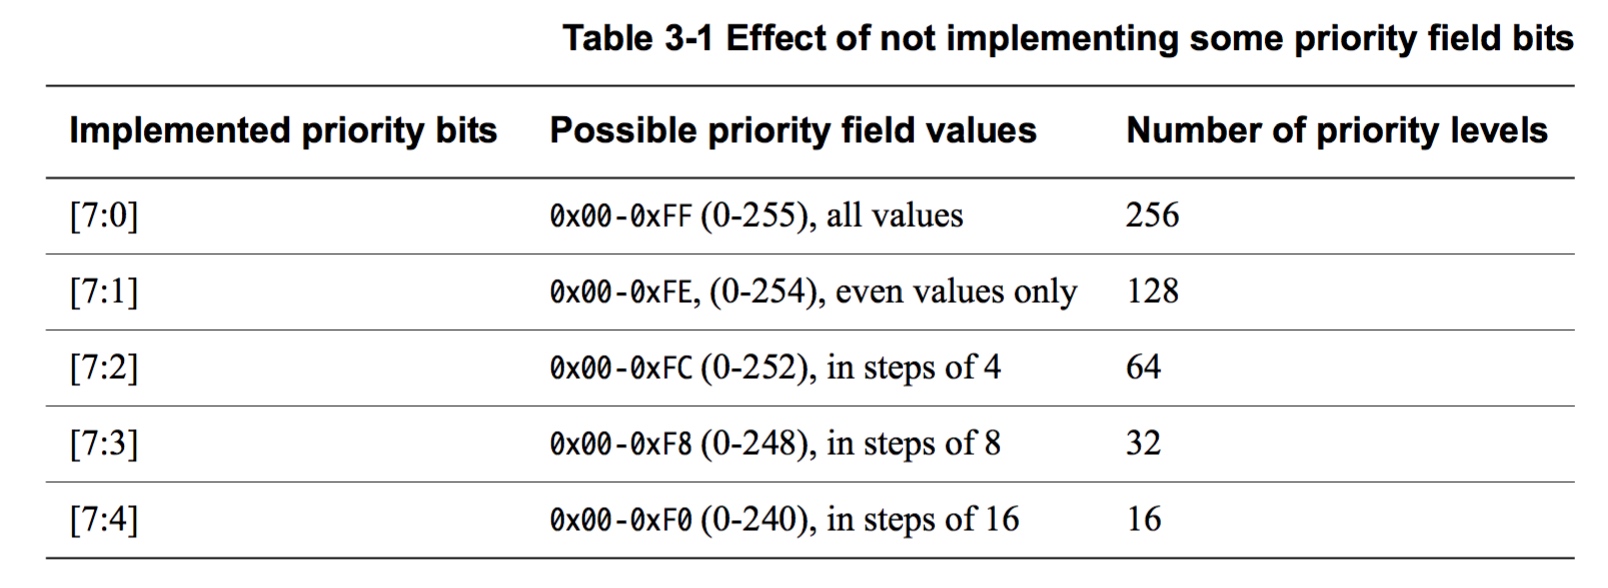 Table 3-1 Effect of not implementing some priority field bits
Implemented priority bits Possible priority field values Number of priority levels
[7:0] 0x00-0xFF (0-255), all values 256
[7:1] 0x00-0xFE, (0-254), even values only 128
[7:2] 0x00-0xFC (0-252), in steps of 4 64
[7:3] 0x00-0xF8 (0-248), in steps of 8 32
[7:4] 0x00-0xF0 (0-240), in steps of 16 16